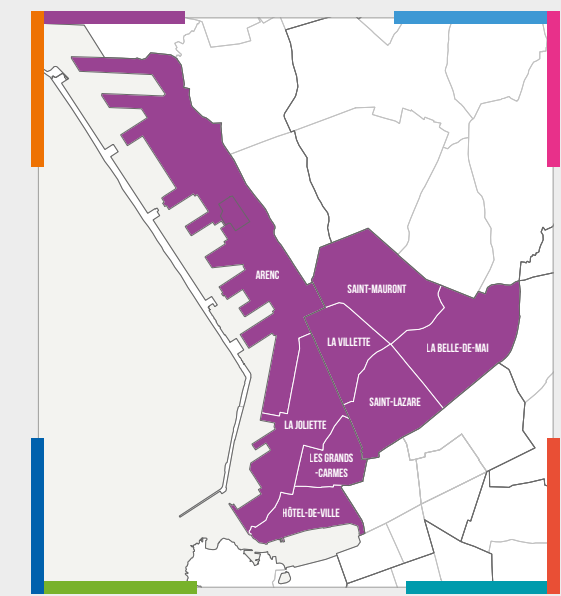 ARENC
SAINT-MAURONT
LA VILLETTE
LA BELLE-DE-MAI
SAINT-LAZARE
LA JOLIETTE
LES GRANDS
-CARMES
HÔTEL-DE-VILLE